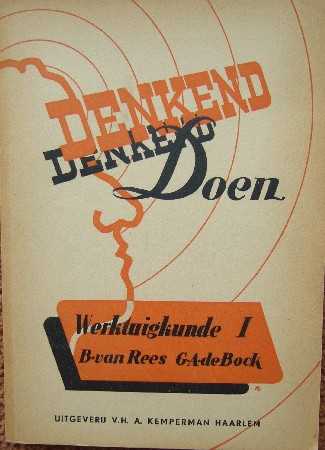 DENKEND
DENKEND
Doen
Werktuigkunde I
B. van Rees G.A. de Bock
UITGEVERIJ V.H. A. KEMPERMAN HAARLEM